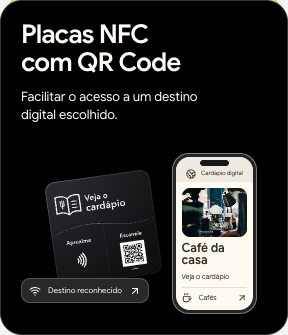 Placas NFC
com QR Code
Facilitar o acesso a um destino
digital escolhido.
Cardápio digital
Veja o
cardápio
Aproxime
Escaneie
Café da
casa
Veja o cardápio
Destino reconhecido
Cafés